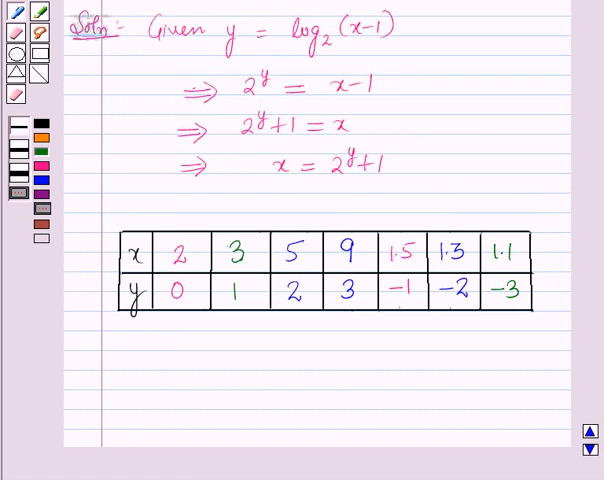 Soln:- Given y = log₂(x-1)
⇒ 2^y = x-1
⇒ 2^y+1 = x
⇒ x = 2^y+1
x 2 3 5 9 1.5 1.3 1.1
y 0 1 2 3 -1 -2 -3